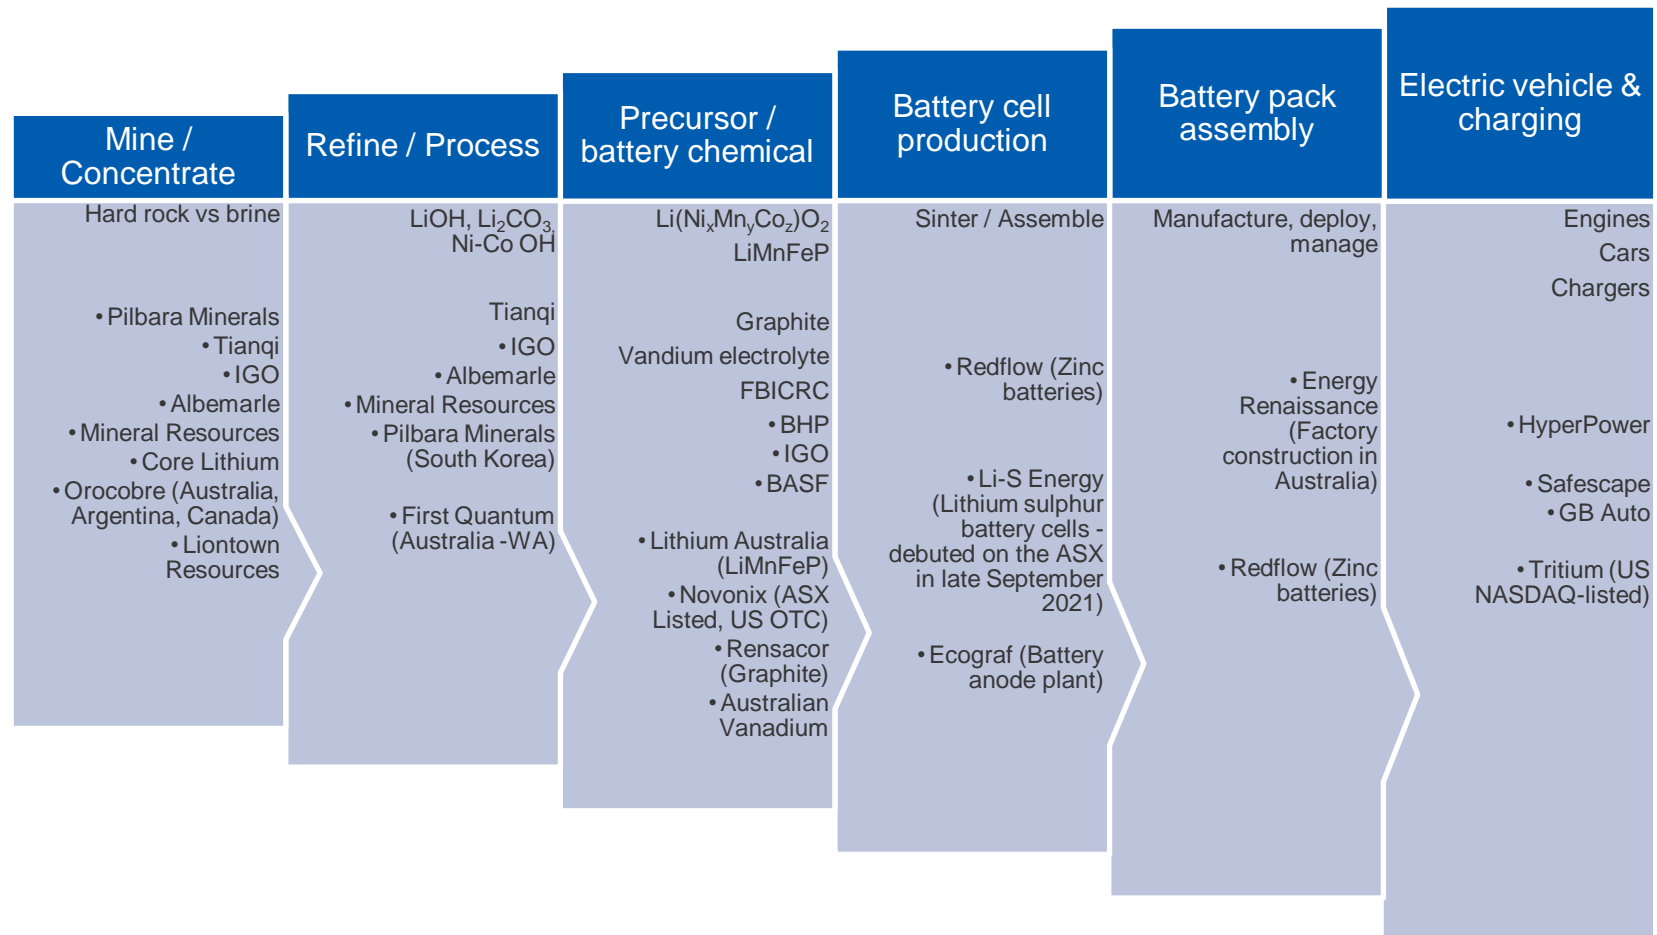 Mine /
Concentrate
Hard rock vs brine
• Pilbara Minerals
• Tianqi
• IGO
• Albemarle
• Mineral Resources
• Core Lithium
• Orocobre (Australia,
Argentina, Canada)
• Liontown
Resources
Refine / Process
LiOH, Li₂CO₃,
Ni-Co OH
Tianqi
• IGO
• Albemarle
• Mineral Resources
• Pilbara Minerals
(South Korea)
• First Quantum
(Australia -WA)
Precursor /
battery chemical
Li(NiₓMnᵧCo_z)O₂
LiMnFeP
Graphite
Vandium electrolyte
FBICRC
• BHP
• IGO
• BASF
• Lithium Australia
(LiMnFeP)
• Novonix (ASX
Listed, US OTC)
• Rensacor
(Graphite)
• Australian
Vanadium
Battery cell
production
Sinter / Assemble
• Redflow (Zinc
batteries)
• Li-S Energy
(Lithium sulphur
battery cells -
debuted on the ASX
in late September
2021)
• Ecograf (Battery
anode plant)
Battery pack
assembly
Manufacture, deploy,
manage
• Energy
Renaissance
(Factory
construction in
Australia)
• Redflow (Zinc
batteries)
Electric vehicle &
charging
Engines
Cars
Chargers
• HyperPower
• Safescape
• GB Auto
• Tritium (US
NASDAQ-listed)